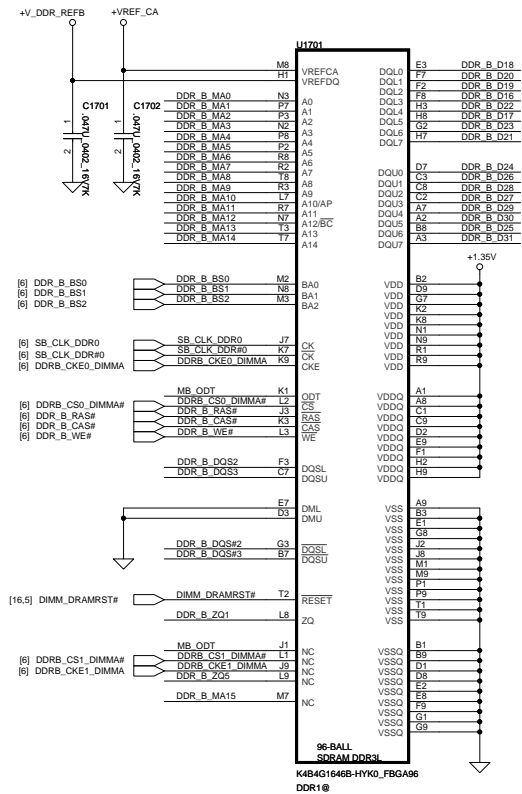 +V_DDR_REFB
+VREF_CA
U1701
C1701
.047U_0402_16V7K
1
2
C1702
.047U_0402_16V7K
1
2
M8 VREFCA
H1 VREFDQ
DDR_B_MA0 N3 A0
DDR_B_MA1 P7 A1
DDR_B_MA2 P3 A2
DDR_B_MA3 N2 A3
DDR_B_MA4 P8 A4
DDR_B_MA5 P2 A5
DDR_B_MA6 R8 A6
DDR_B_MA7 R2 A7
DDR_B_MA8 T8 A8
DDR_B_MA9 R3 A9
DDR_B_MA10 L7 A10/AP
DDR_B_MA11 R7 A11
DDR_B_MA12 N7 A12/BC
DDR_B_MA13 T3 A13
DDR_B_MA14 T7 A14
[6] DDR_B_BS0 DDR_B_BS0 M2 BA0
[6] DDR_B_BS1 DDR_B_BS1 N8 BA1
[6] DDR_B_BS2 DDR_B_BS2 M3 BA2
[6] SB_CLK_DDR0 SB_CLK_DDR0 J7 CK
[6] SB_CLK_DDR#0 SB_CLK_DDR#0 K7 CK
[6] DDRB_CKE0_DIMMA DDRB_CKE0_DIMMA K9 CKE
MB_ODT K1 ODT
[6] DDRB_CS0_DIMMA# DDRB_CS0_DIMMA# L2 CS
[6] DDR_B_RAS# DDR_B_RAS# J3 RAS
[6] DDR_B_CAS# DDR_B_CAS# K3 CAS
[6] DDR_B_WE# DDR_B_WE# L3 WE
DDR_B_DQS2 F3 DQSL
DDR_B_DQS3 C7 DQSU
E7 DML
D3 DMU
DDR_B_DQS#2 G3 DQSL
DDR_B_DQS#3 B7 DQSU
[16,5] DIMM_DRAMRST# DIMM_DRAMRST# T2 RESET
DDR_B_ZQ1 L8 ZQ
MB_ODT J1 NC
[6] DDRB_CS1_DIMMA# DDRB_CS1_DIMMA# L1 NC
[6] DDRB_CKE1_DIMMA DDRB_CKE1_DIMMA J9 NC
DDR_B_ZQ5 L9 NC
DDR_B_MA15 M7 NC
DQL0 E3 DDR_B_D18
DQL1 F7 DDR_B_D20
DQL2 F2 DDR_B_D19
DQL3 F8 DDR_B_D16
DQL4 H3 DDR_B_D22
DQL5 H8 DDR_B_D17
DQL6 G2 DDR_B_D23
DQL7 H7 DDR_B_D21
DQU0 D7 DDR_B_D24
DQU1 C3 DDR_B_D26
DQU2 C8 DDR_B_D28
DQU3 C2 DDR_B_D27
DQU4 A7 DDR_B_D29
DQU5 A2 DDR_B_D30
DQU6 B8 DDR_B_D25
DQU7 A3 DDR_B_D31
+1.35V
VDD B2
VDD D9
VDD G7
VDD K2
VDD K8
VDD N1
VDD N9
VDD R1
VDD R9
VDDQ A1
VDDQ A8
VDDQ C1
VDDQ C9
VDDQ D2
VDDQ E9
VDDQ F1
VDDQ H2
VDDQ H9
VSS A9
VSS B3
VSS E1
VSS G8
VSS J2
VSS J8
VSS M1
VSS M9
VSS P1
VSS P9
VSS T1
VSS T9
VSSQ B1
VSSQ B9
VSSQ D1
VSSQ D8
VSSQ E2
VSSQ E8
VSSQ F9
VSSQ G1
VSSQ G9
96-BALL
SDRAM DDR3L
K4B4G1646B-HYK0_FBGA96
DDR1@